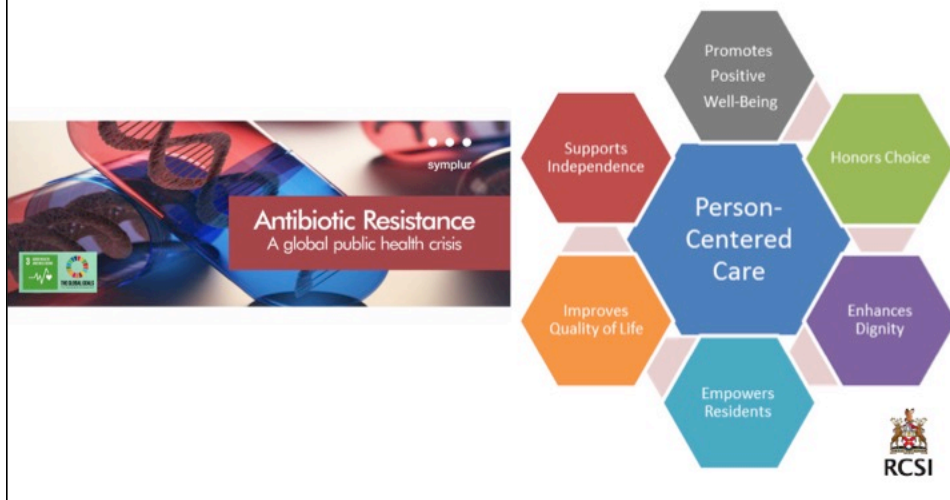 symplur
Antibiotic Resistance
A global public health crisis
THE GLOBAL GOALS
Promotes
Positive
Well-Being
Honors Choice
Enhances
Dignity
Empowers
Residents
Improves
Quality of Life
Supports
Independence
Person-
Centered
Care
RCSI